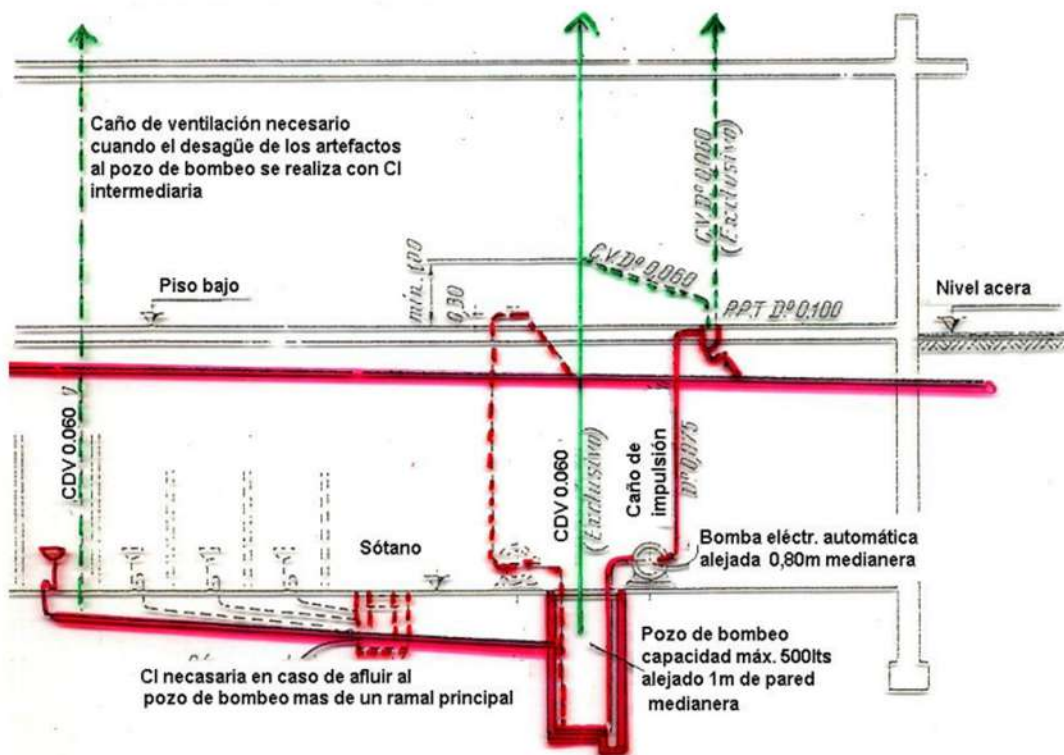 Caño de ventilación necesario
cuando el desagüe de los artefactos
al pozo de bombeo se realiza con CI
intermediaria
C.V. Dº 0,060
(Exclusivo)
C.V. Dº 0,060
mín. 1,00
0,30
Piso bajo
P.P.T Dº 0.100
Nivel acera
CDV 0.060
CDV 0.060
(Exclusivo)
Caño de
impulsión
Dº 0,075
Sótano
Bomba eléctr. automática
alejada 0,80m medianera
Pozo de bombeo
capacidad máx. 500lts
alejado 1m de pared
medianera
CI necasaria en caso de afluir al
pozo de bombeo mas de un ramal principal